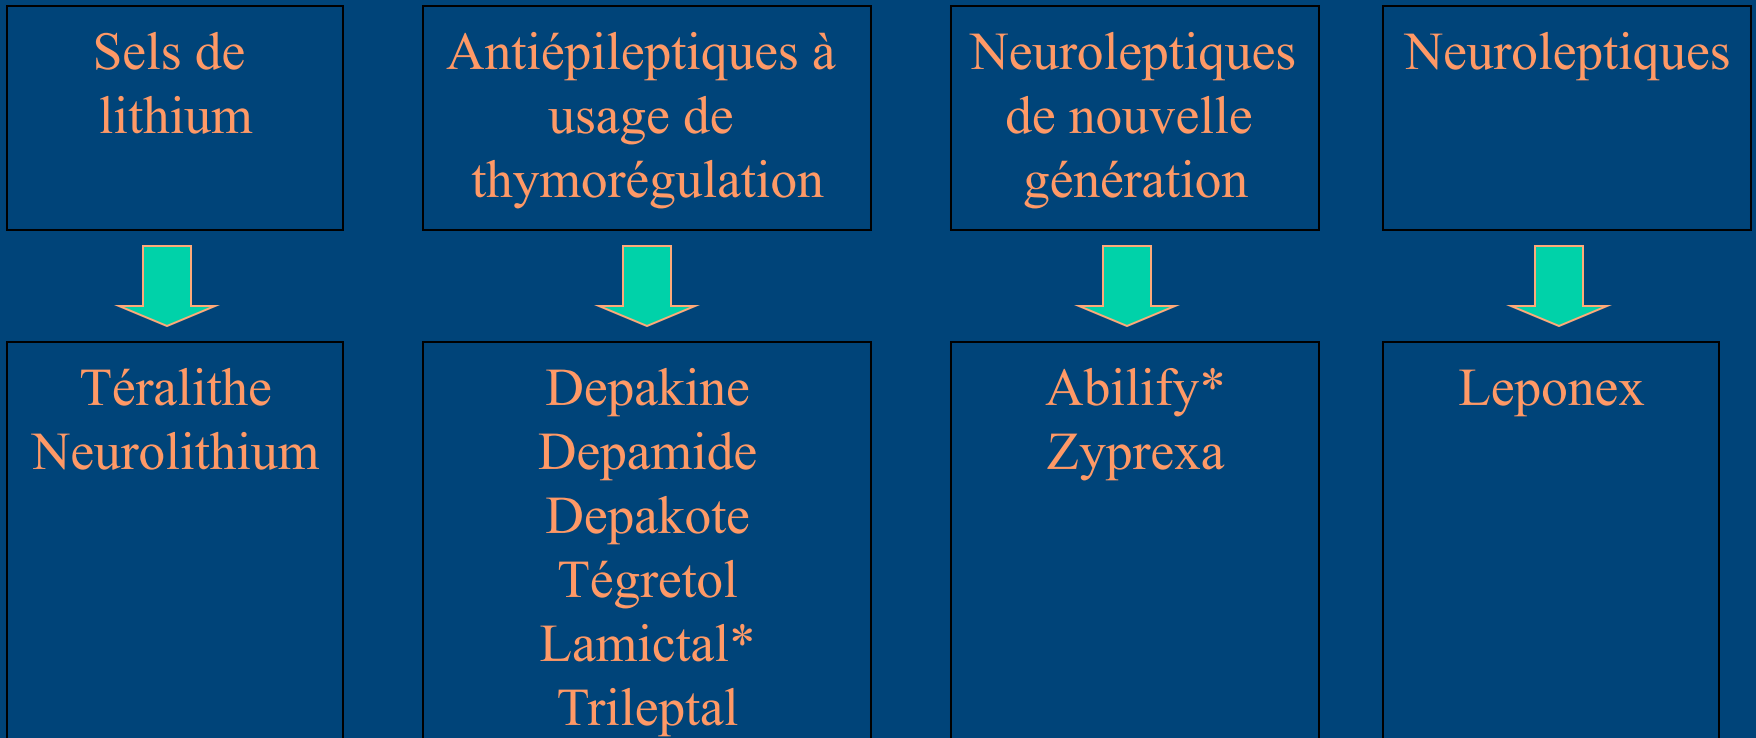 Sels de
lithium
Antiépileptiques à
usage de
thymorégulation
Neuroleptiques
de nouvelle
génération
Neuroleptiques
Téralithe
Neurolithium
Depakine
Depamide
Depakote
Tégretol
Lamictal*
Trileptal
Abilify*
Zyprexa
Leponex